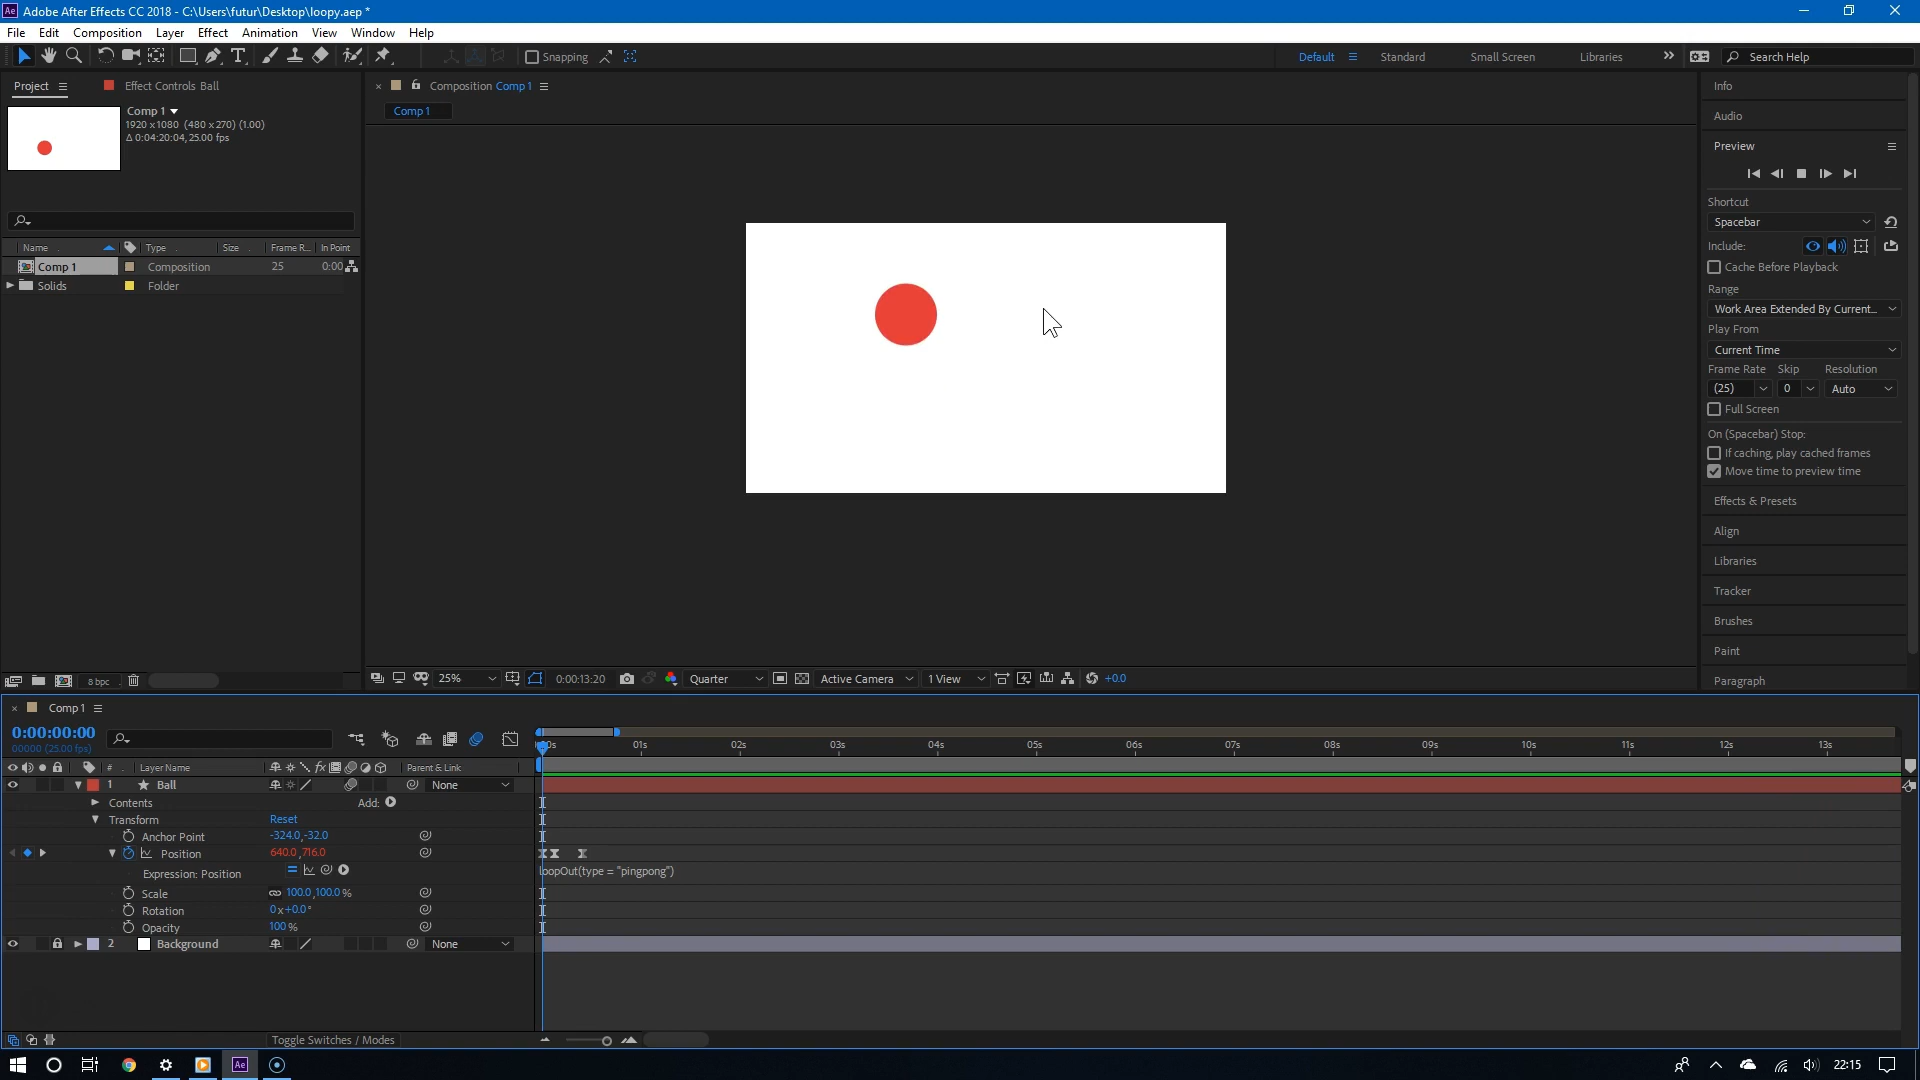 Ae Adobe After Effects CC 2018 - C:\Users\futur\Desktop\loopy.aep *
File Edit Composition Layer Effect Animation View Window Help
Snapping Default Standard Small Screen Libraries Search Help
Project Effect Controls Ball
Comp 1
1920 x1080 (480 x 270) (1.00)
Δ 0:04:20:04, 25.00 fps
Name Type Size Frame R... In Point
Comp 1 Composition 25 0:00
Solids Folder
8 bpc
Composition Comp 1
Comp 1
25% 0:00:13:20 Quarter Active Camera 1 View +0.0
Info
Audio
Preview
Shortcut
Spacebar
Include:
Cache Before Playback
Range
Work Area Extended By Current...
Play From
Current Time
Frame Rate Skip Resolution
(25) 0 Auto
Full Screen
On (Spacebar) Stop:
If caching, play cached frames
Move time to preview time
Effects & Presets
Align
Libraries
Tracker
Brushes
Paint
Paragraph
Comp 1
0:00:00:00
00000 (25.00 fps)
01s 02s 03s 04s 05s 06s 07s 08s 09s 10s 11s 12s 13s
# Layer Name fx Parent & Link
1 Ball None
Contents Add:
Transform Reset
Anchor Point -324.0,-32.0
Position 640.0,716.0
Expression: Position loopOut(type = "pingpong")
Scale 100.0,100.0%
Rotation 0x+0.0°
Opacity 100%
2 Background None
Toggle Switches / Modes
Ae 22:15